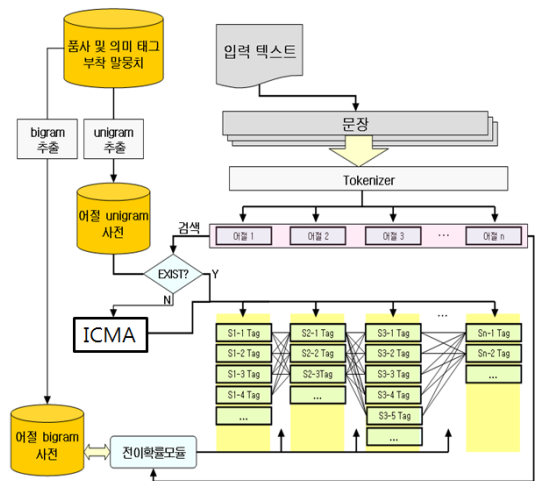 품사 및 의미 태그
부착 말뭉치
입력 텍스트
문장
bigram
추출
unigram
추출
Tokenizer
어절 unigram
사전
검색
어절 1
어절 2
어절 3
...
어절 n
EXIST?
Y
N
ICMA
...
S1-1 Tag
S1-2 Tag
S1-3 Tag
S1-4 Tag
...
S2-1 Tag
S2-2 Tag
S2-3Tag
...
S3-1 Tag
S3-2 Tag
S3-3 Tag
S3-4 Tag
S3-5 Tag
...
Sn-1 Tag
Sn-2 Tag
...
어절 bigram
사전
전이확률모듈